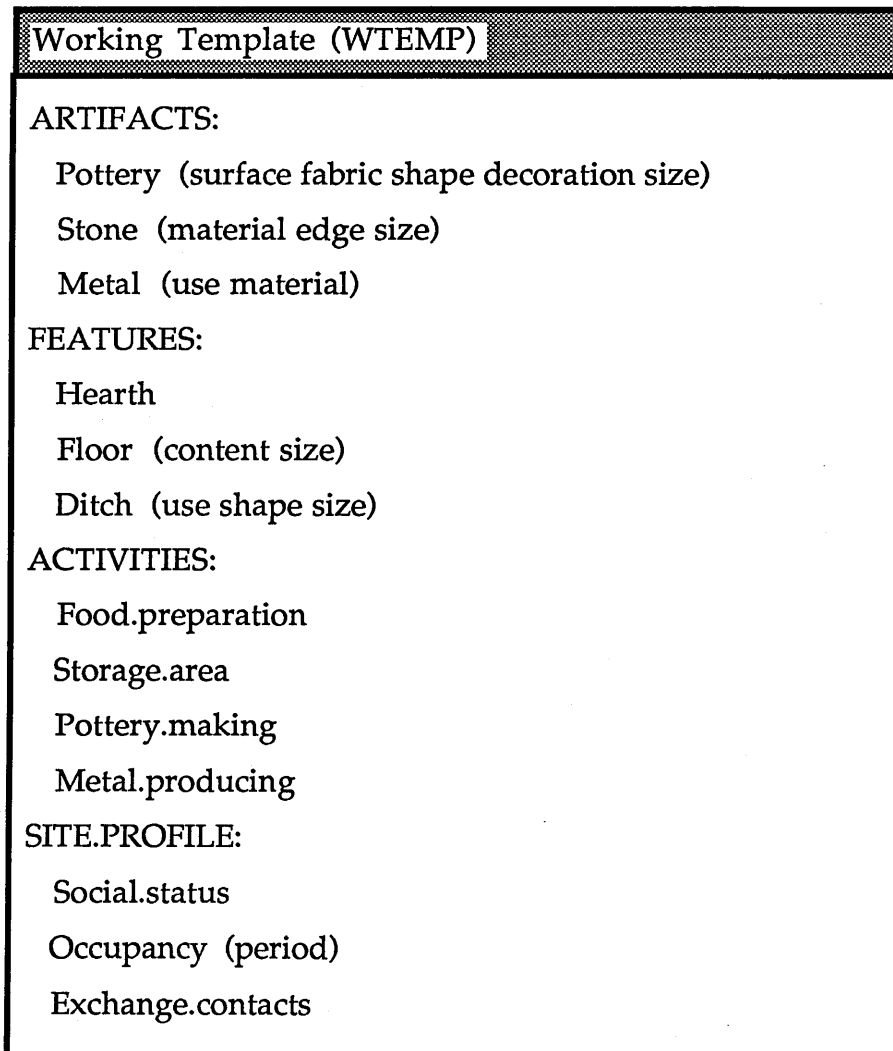 Working Template (WTEMP)
ARTIFACTS:
Pottery (surface fabric shape decoration size)
Stone (material edge size)
Metal (use material)
FEATURES:
Hearth
Floor (content size)
Ditch (use shape size)
ACTIVITIES:
Food.preparation
Storage.area
Pottery.making
Metal.producing
SITE.PROFILE:
Social.status
Occupancy (period)
Exchange.contacts